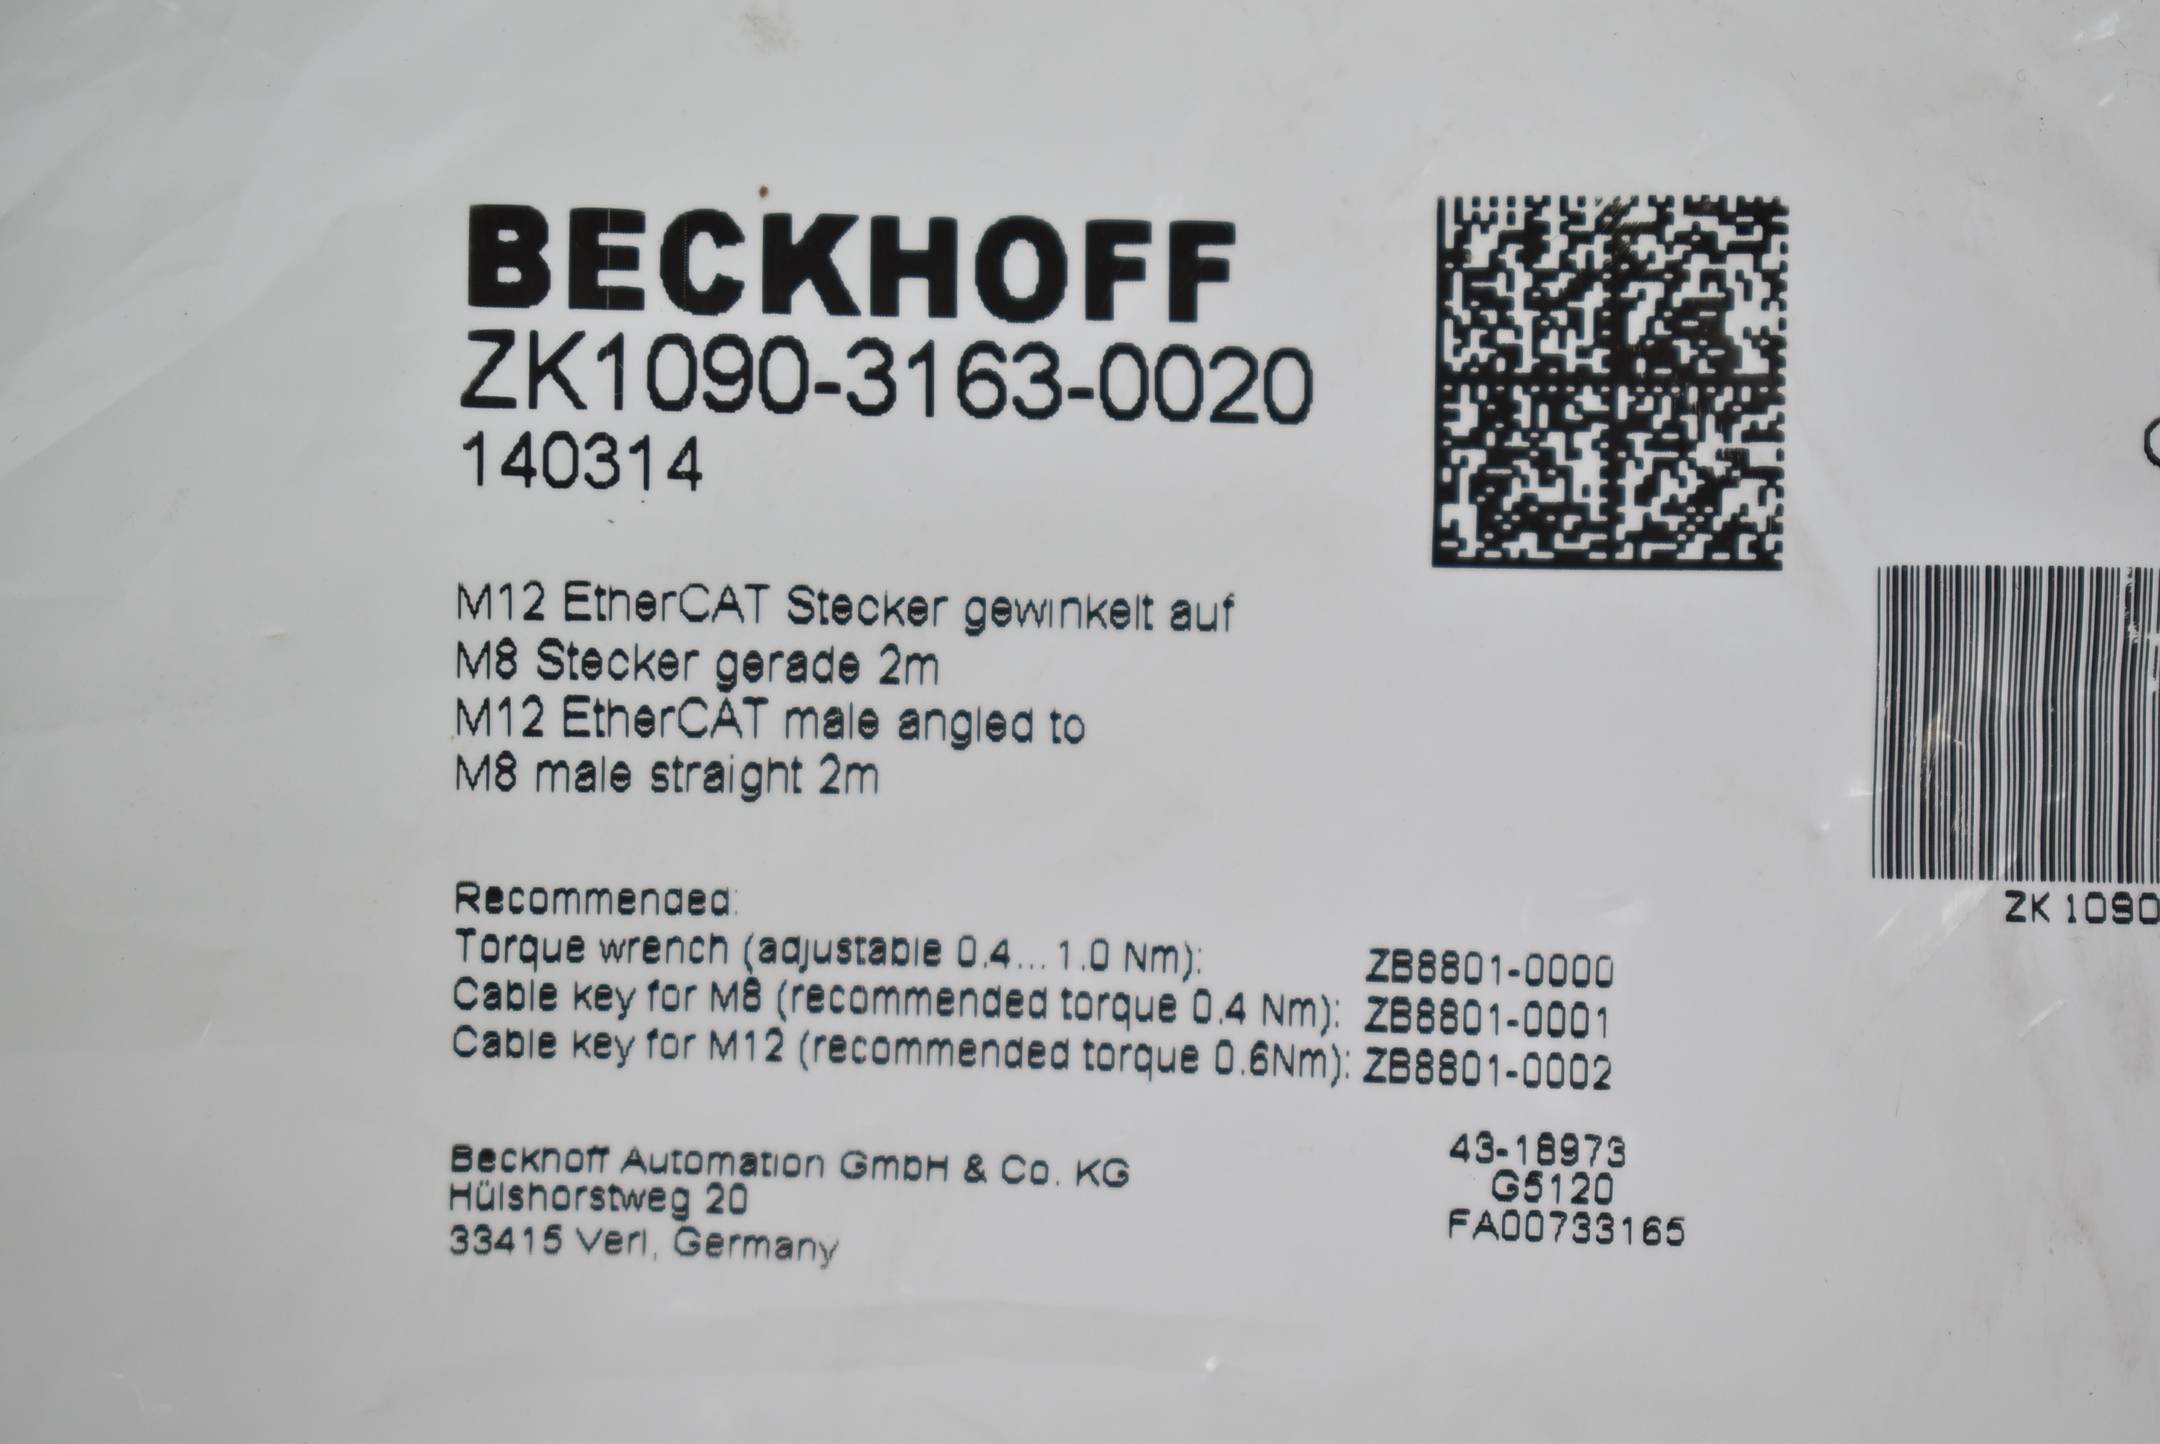 BECKHOFF
ZK1090-3163-0020
140314
M12 EtherCAT Stecker gewinkelt auf
M8 Stecker gerade 2m
M12 EtherCAT male angled to
M8 male straight 2m
ZK1090
Recommended:
Torque wrench (adjustable 0.4... 1.0 Nm): ZB8801-0000
Cable key for M8 (recommended torque 0.4 Nm): ZB8801-0001
Cable key for M12 (recommended torque 0.6Nm): ZB8801-0002
Beckhoff Automation GmbH & Co. KG
Hülshorstweg 20
33415 Verl, Germany
43-18973
G5120
FA00733165